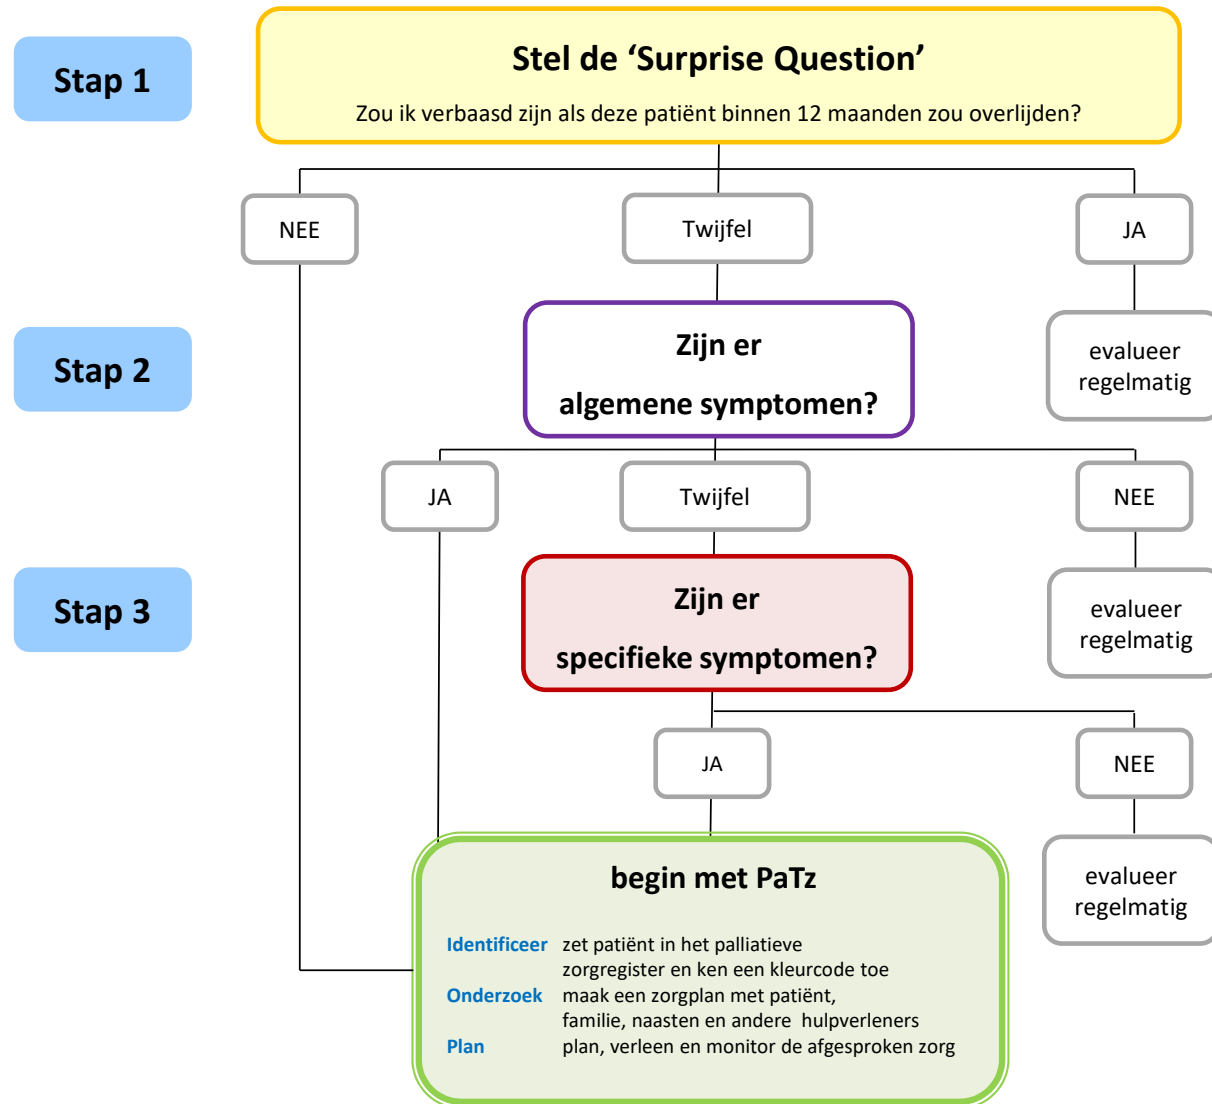 Stap 1
Stel de ‘Surprise Question’
Zou ik verbaasd zijn als deze patiënt binnen 12 maanden zou overlijden?
NEE
Twijfel
JA
Stap 2
Zijn er
algemene symptomen?
evalueer
regelmatig
JA
Twijfel
NEE
Stap 3
Zijn er
specifieke symptomen?
evalueer
regelmatig
JA
NEE
evalueer
regelmatig
begin met PaTz
Identificeer zet patiënt in het palliatieve
zorgregister en ken een kleurcode toe
Onderzoek maak een zorgplan met patiënt,
familie, naasten en andere hulpverleners
Plan plan, verleen en monitor de afgesproken zorg